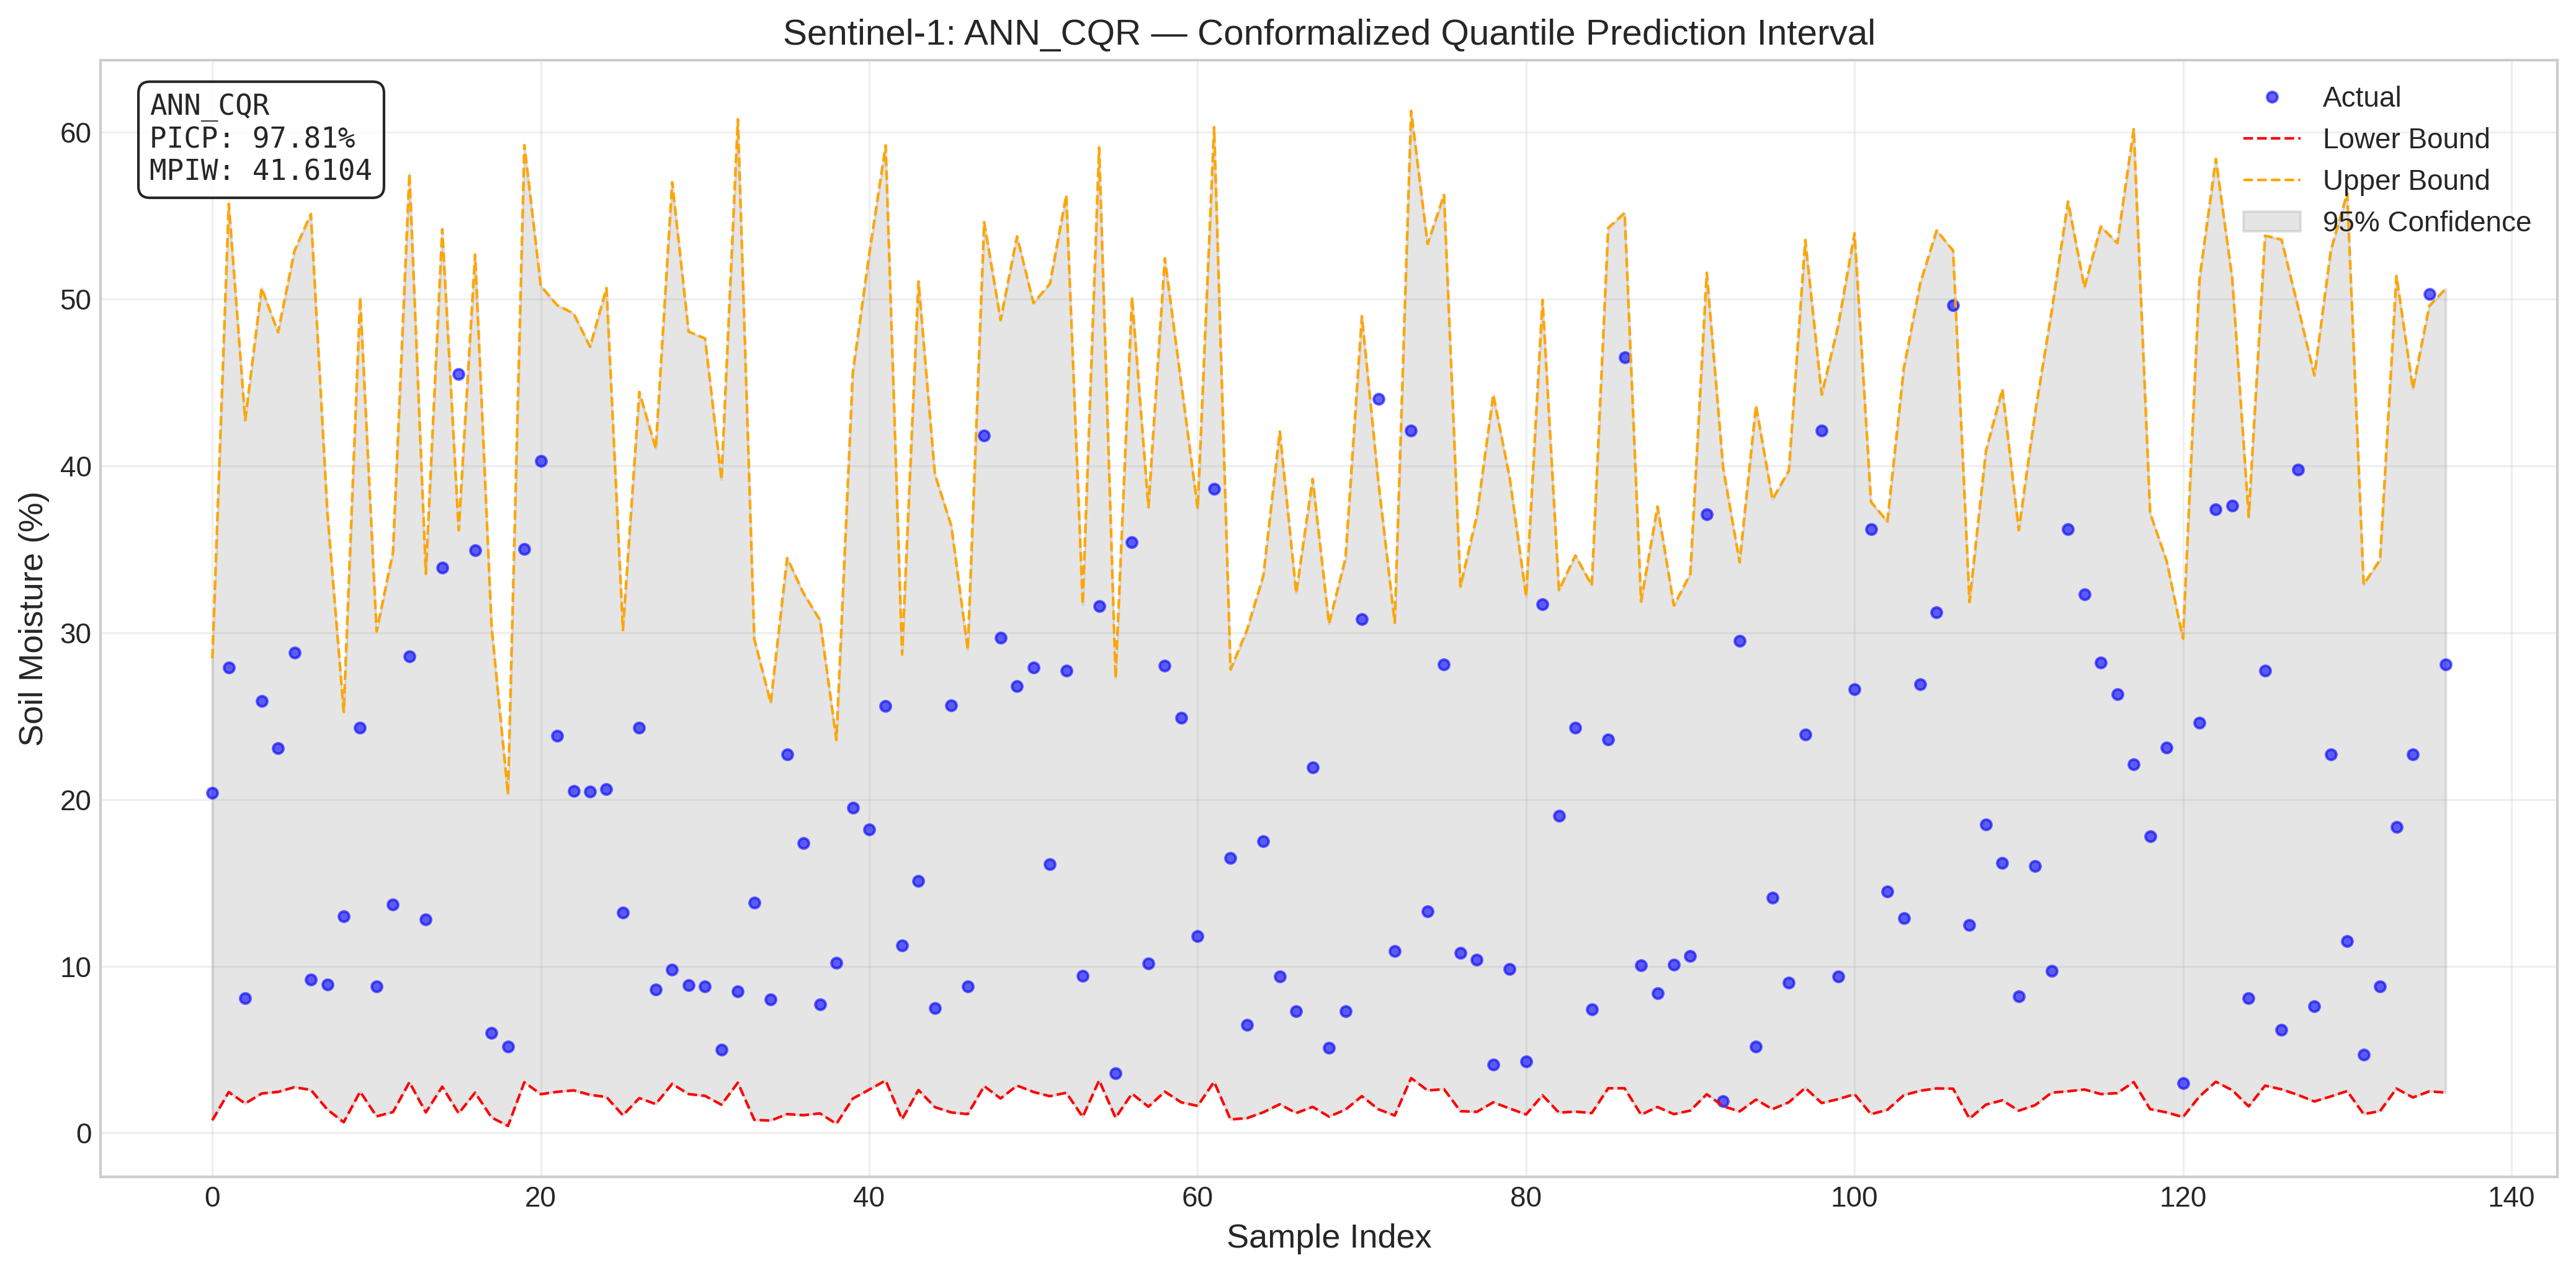 Sentinel-1: ANN_CQR — Conformalized Quantile Prediction Interval
ANN_CQR
PICP: 97.81%
MPIW: 41.6104
Actual
Lower Bound
Upper Bound
95% Confidence
Soil Moisture (%)
60
50
40
30
20
10
0
0 20 40 60 80 100 120 140
Sample Index